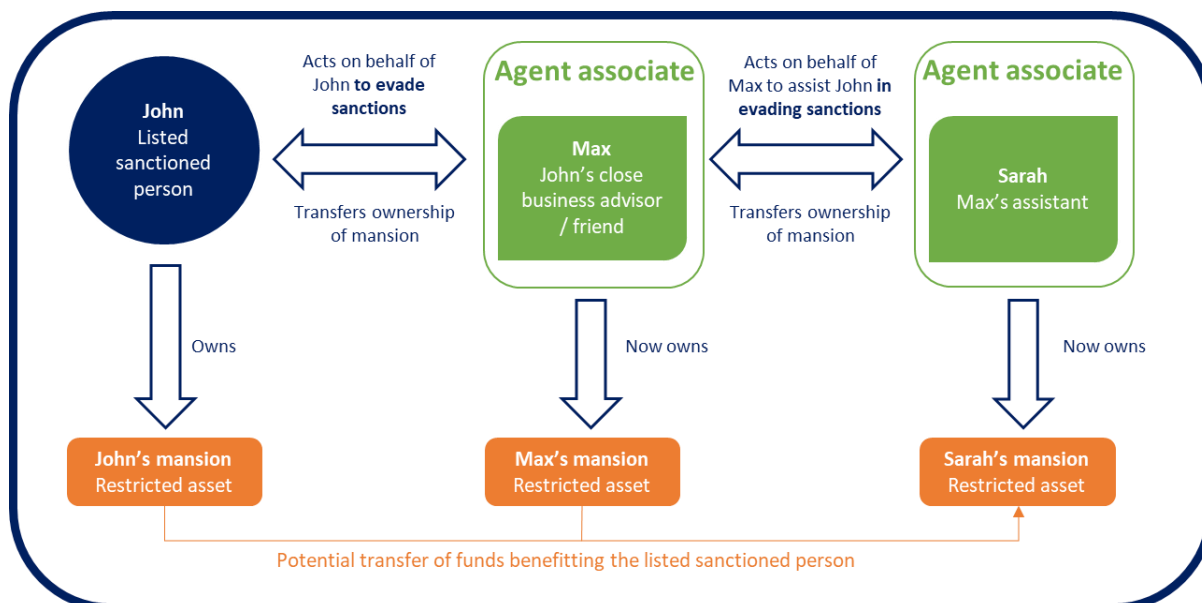 John
Listed
sanctioned
person
Acts on behalf of
John to evade
sanctions
Transfers ownership
of mansion
Agent associate
Max
John's close
business advisor
/ friend
Acts on behalf of
Max to assist John in
evading sanctions
Transfers ownership
of mansion
Agent associate
Sarah
Max's assistant
Owns
Now owns
Now owns
John's mansion
Restricted asset
Max's mansion
Restricted asset
Sarah's mansion
Restricted asset
Potential transfer of funds benefitting the listed sanctioned person